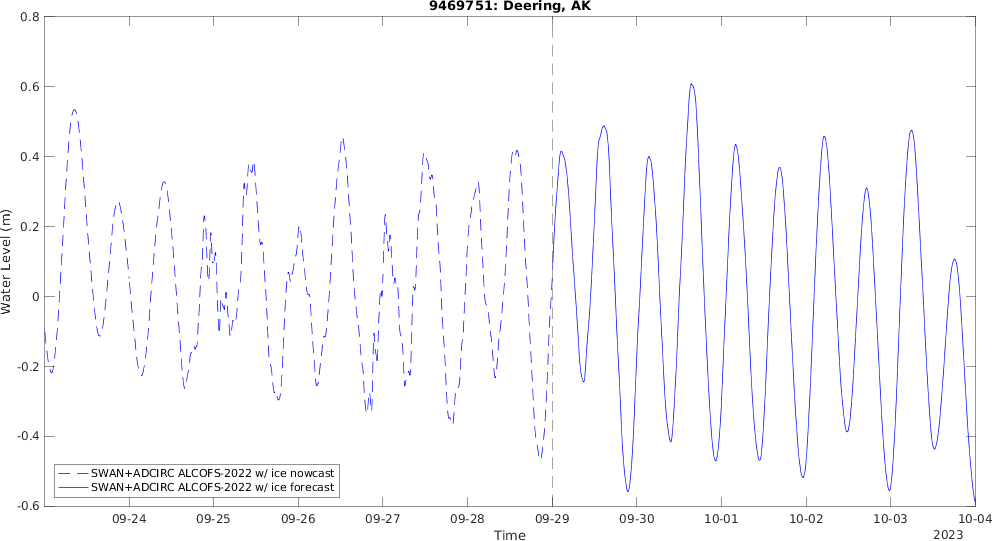 9469751: Deering, AK
Water Level (m)
0.8
0.6
0.4
0.2
0
-0.2
-0.4
-0.6
SWAN+ADCIRC ALCOFS-2022 w/ ice nowcast
SWAN+ADCIRC ALCOFS-2022 w/ ice forecast
09-24 09-25 09-26 09-27 09-28 09-29 09-30 10-01 10-02 10-03 10-04
Time
2023